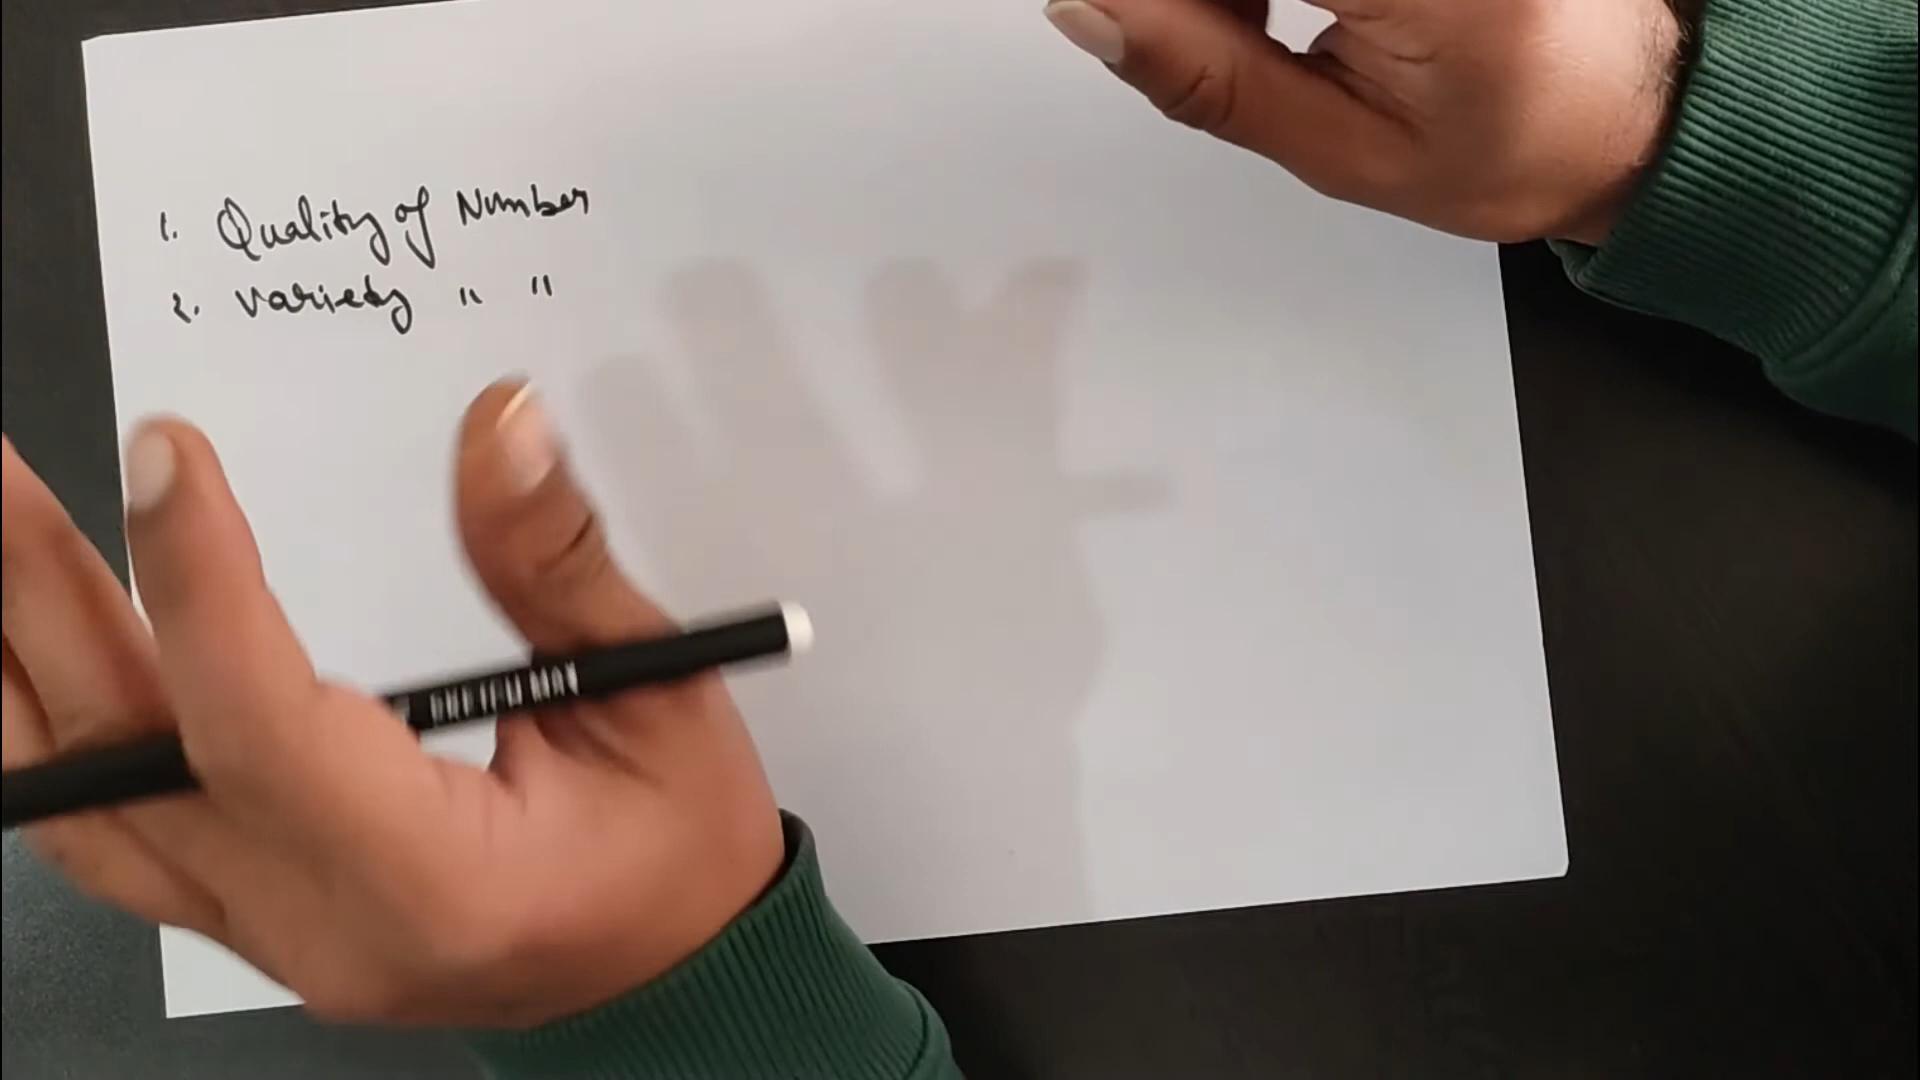 1. Quality of Number
2. Variety " "